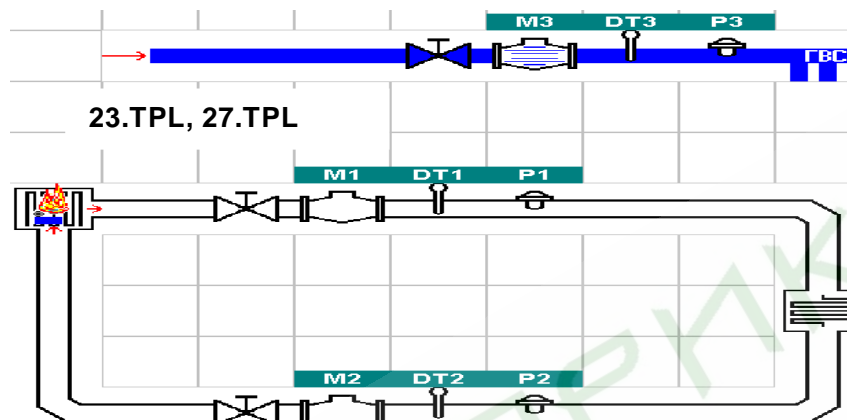 M3 DT3 P3
ГВС
23.TPL, 27.TPL
M1 DT1 P1
M2 DT2 P2